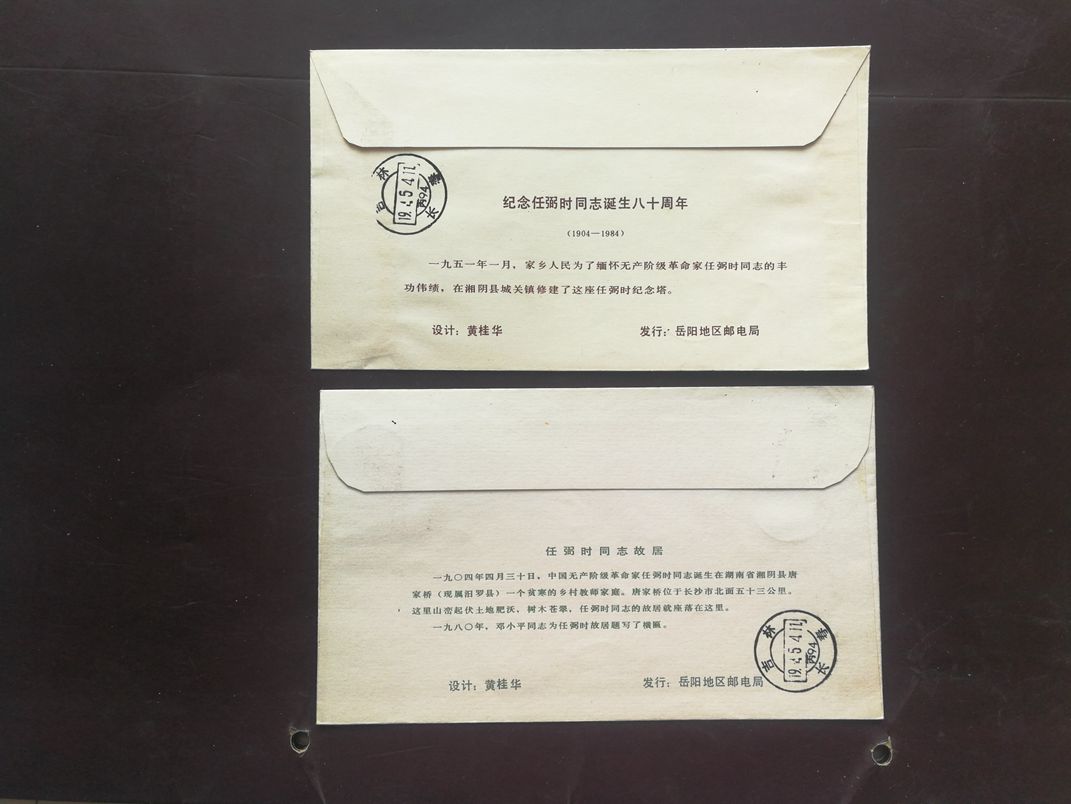 吉林 长春
纪念任弼时同志诞生八十周年
（1904—1984）
一九五一年一月，家乡人民为了缅怀无产阶级革命家任弼时同志的丰
功伟绩，在湘阴县城关镇修建了这座任弼时纪念塔。
设计：黄桂华 发行：岳阳地区邮电局
任弼时同志故居
一九〇四年四月三十日，中国无产阶级革命家任弼时同志诞生在湖南省湘阴县唐
家桥（现属汨罗县）一个贫寒的乡村教师家庭。唐家桥位于长沙市北面五十三公里。
这里山峦起伏土地肥沃，树木苍翠，任弼时同志的故居就座落在这里。
一九八〇年，邓小平同志为任弼时故居题写了横匾。
吉林 长春
设计：黄桂华 发行：岳阳地区邮电局